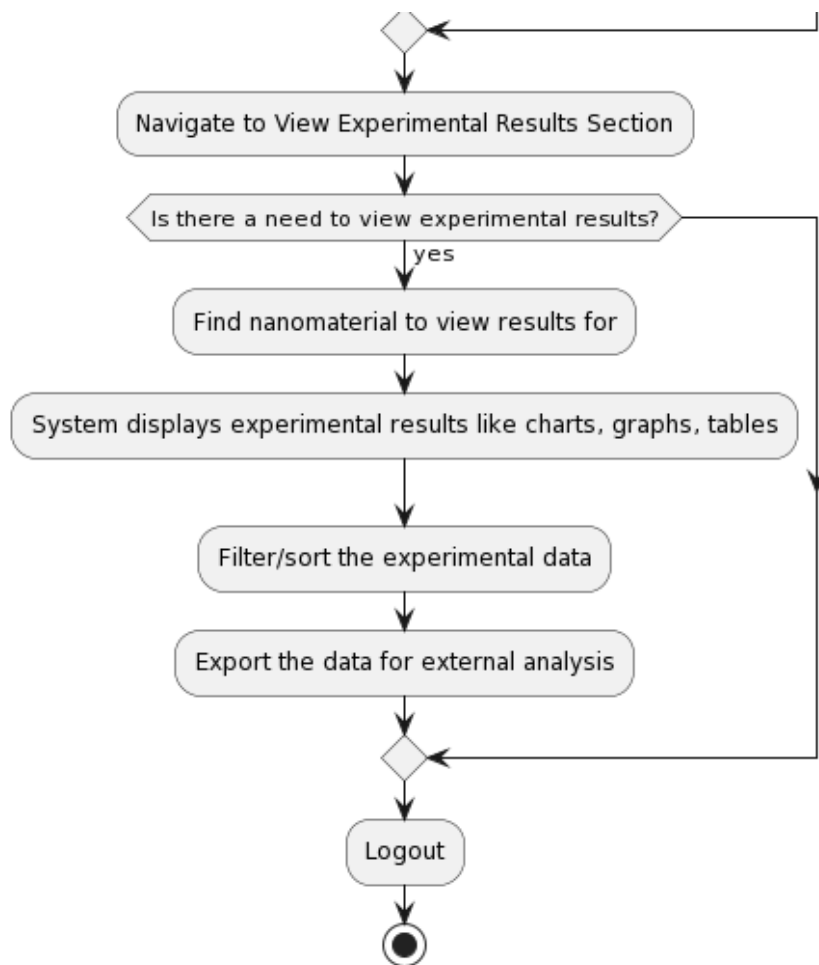 Navigate to View Experimental Results Section
Is there a need to view experimental results?
yes
Find nanomaterial to view results for
System displays experimental results like charts, graphs, tables
Filter/sort the experimental data
Export the data for external analysis
Logout